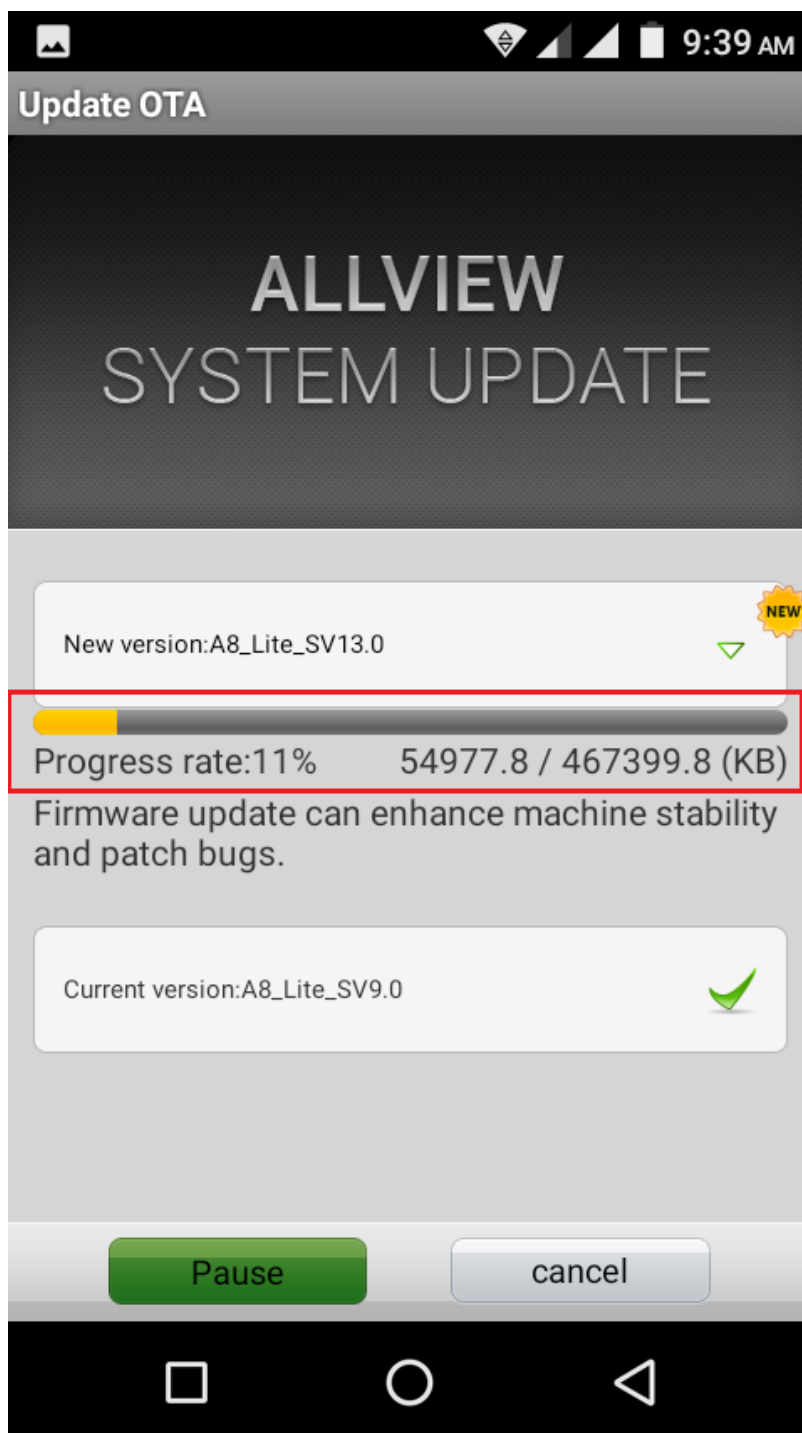 9:39 AM
Update OTA
ALLVIEW
SYSTEM UPDATE
NEW
New version:A8_Lite_SV13.0
Progress rate:11% 54977.8 / 467399.8 (KB)
Firmware update can enhance machine stability
and patch bugs.
Current version:A8_Lite_SV9.0
Pause cancel